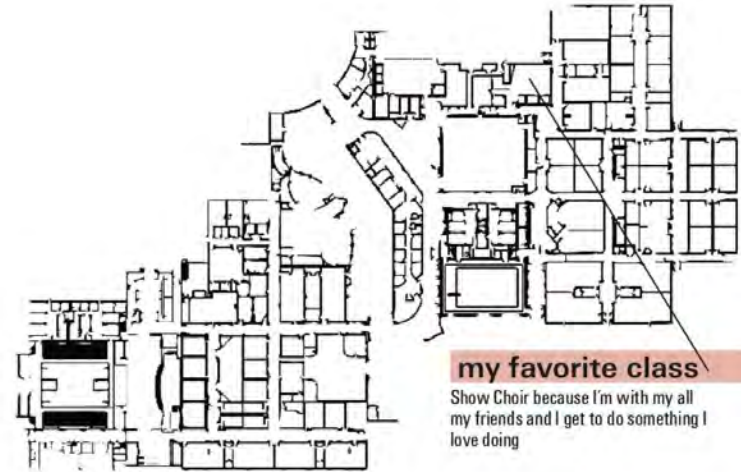 my favorite class
Show Choir because I'm with my all
my friends and I get to do something I
love doing